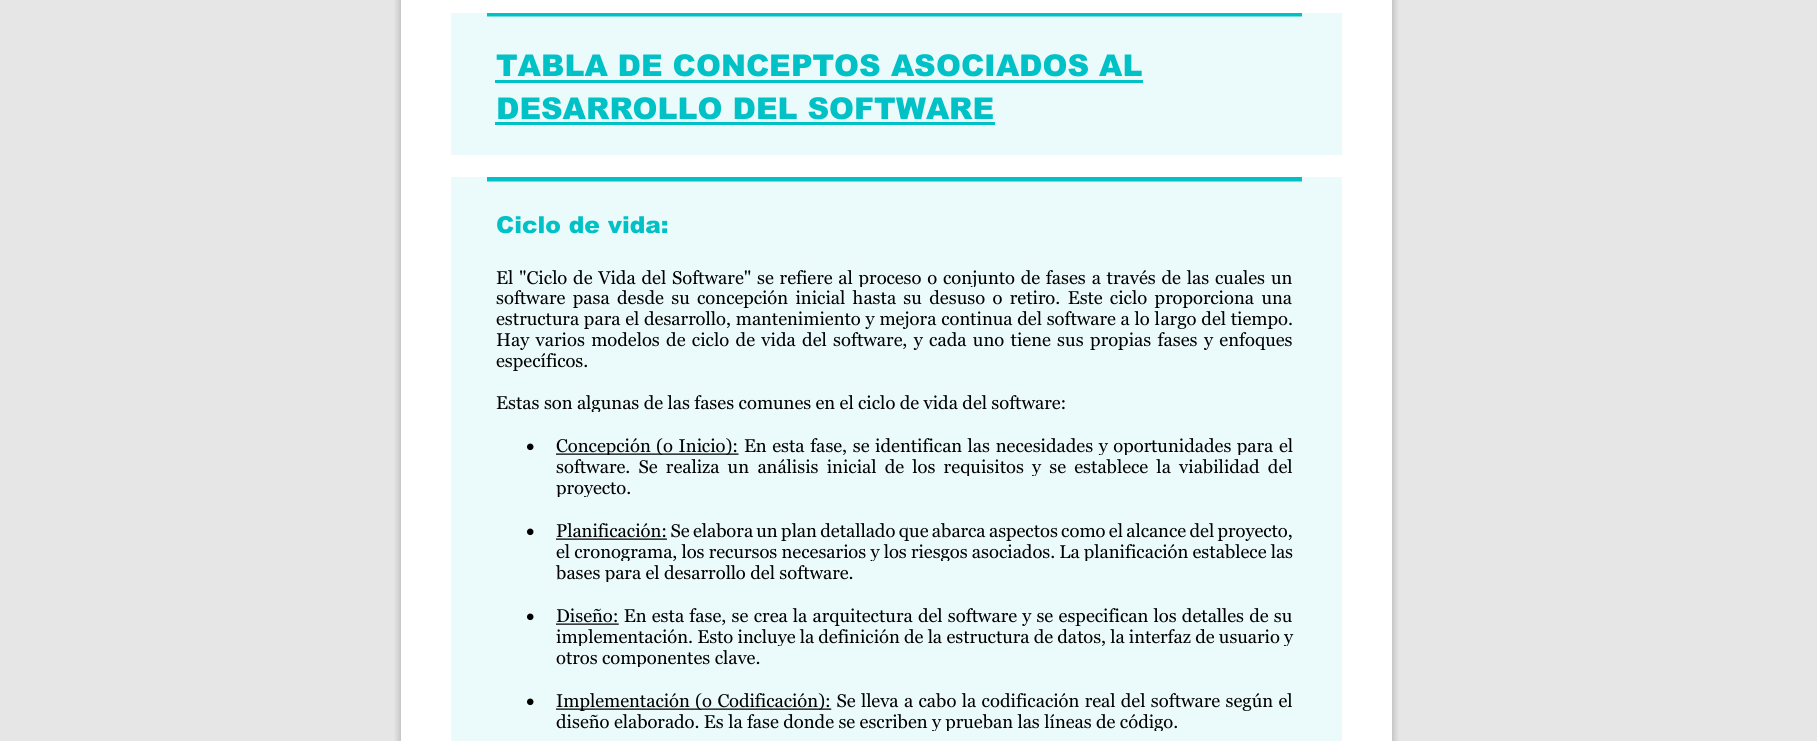 TABLA DE CONCEPTOS ASOCIADOS AL
DESARROLLO DEL SOFTWARE
Ciclo de vida:
El "Ciclo de Vida del Software" se refiere al proceso o conjunto de fases a través de las cuales un
software pasa desde su concepción inicial hasta su desuso o retiro. Este ciclo proporciona una
estructura para el desarrollo, mantenimiento y mejora continua del software a lo largo del tiempo.
Hay varios modelos de ciclo de vida del software, y cada uno tiene sus propias fases y enfoques
específicos.
Estas son algunas de las fases comunes en el ciclo de vida del software:
• Concepción (o Inicio): En esta fase, se identifican las necesidades y oportunidades para el
software. Se realiza un análisis inicial de los requisitos y se establece la viabilidad del
proyecto.
• Planificación: Se elabora un plan detallado que abarca aspectos como el alcance del proyecto,
el cronograma, los recursos necesarios y los riesgos asociados. La planificación establece las
bases para el desarrollo del software.
• Diseño: En esta fase, se crea la arquitectura del software y se especifican los detalles de su
implementación. Esto incluye la definición de la estructura de datos, la interfaz de usuario y
otros componentes clave.
• Implementación (o Codificación): Se lleva a cabo la codificación real del software según el
diseño elaborado. Es la fase donde se escriben y prueban las líneas de código.